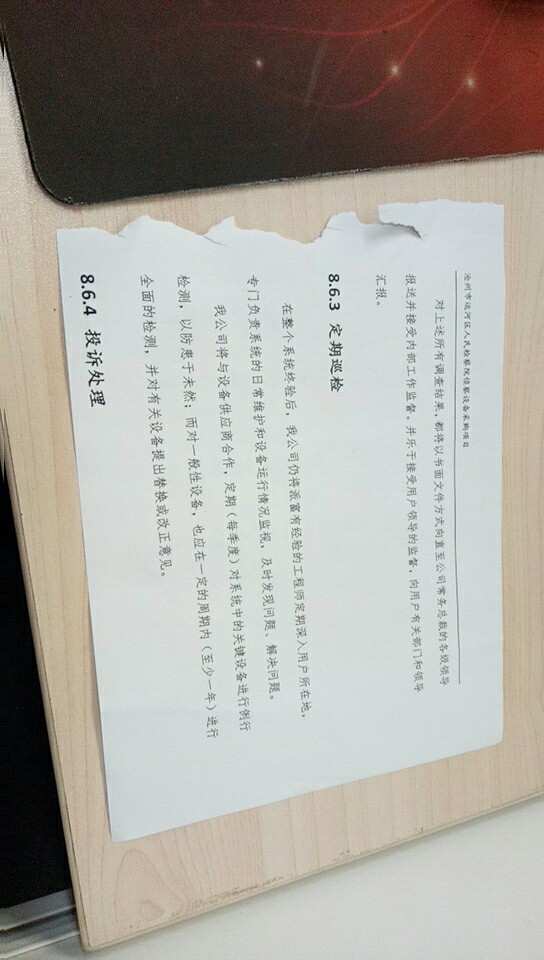 沧州市运河区人民检察院侦察设备采购项目
对上述所有调查结果，都将以书面文件方式向直至公司常务总裁的各级领导
报送并接受内部工作监督。并乐于接受用户领导的监督，向用户有关部门和领导
汇报。
8.6.3 定期巡检
在整个系统终验后，我公司仍将派富有经验的工程师定期深入用户所在地，
专门负责系统的日常维护和设备运行情况监视，及时发现问题、解决问题。
我公司将与设备供应商合作，定期（每季度）对系统中的关键设备进行例行
检测，以防患于未然；而对一般性设备，也应在一定的周期内（至少一年）进行
全面的检测，并对有关设备提出替换或改正意见。
8.6.4 投诉处理